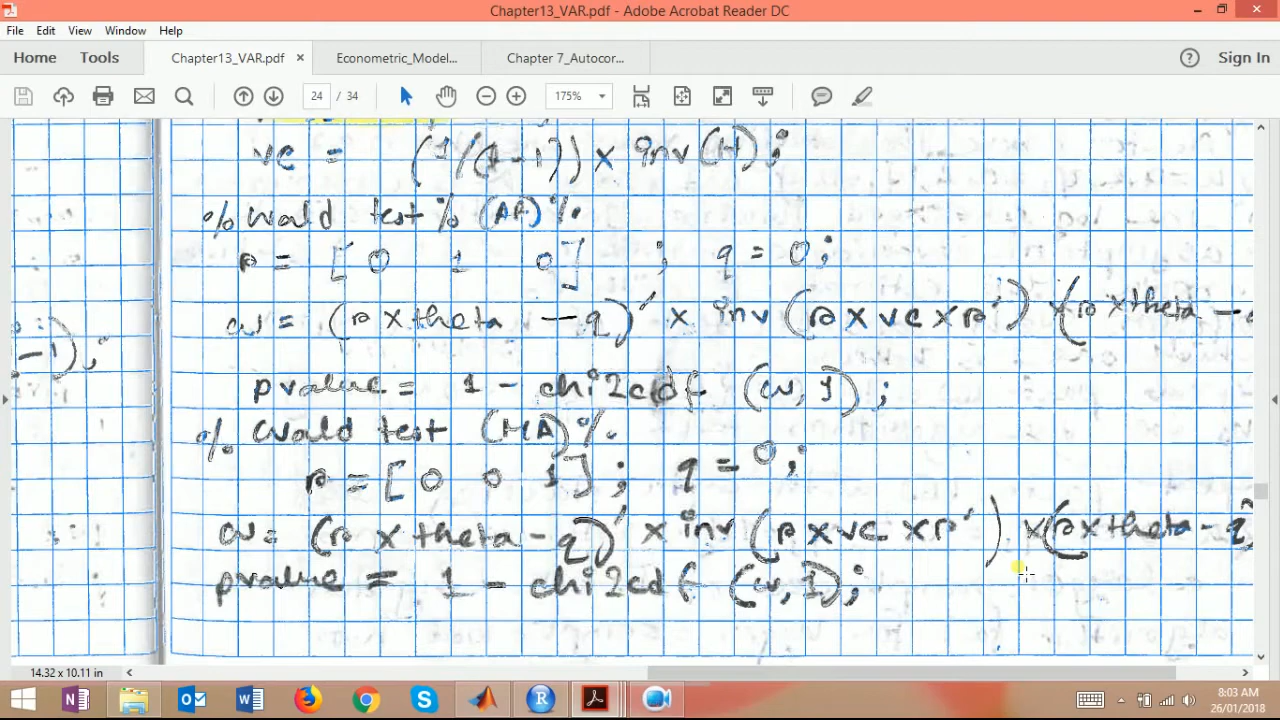 Chapter13_VAR.pdf - Adobe Acrobat Reader DC
File Edit View Window Help
Home Tools Chapter13_VAR.pdf × Econometric_Model... Chapter 7_Autocor... Sign In
24 / 34 175%
vc = (1/(t-1)) x inv(H);
% Wald test % (AR) %
R = [0 1 0] ; q = 0;
w = (R x theta - q)' x inv(R x vc x R') x (R x theta -
pvalue = 1 - chi2cdf (w, 1);
-1);
% Wald test (MA) %
R = [0 0 1]; q = 0;
w = (R x theta - q)' x inv(R x vc x R') x (R x theta - q)
pvalue = 1 - chi2cdf (w, 1);
14.32 x 10.11 in
8:03 AM
26/01/2018